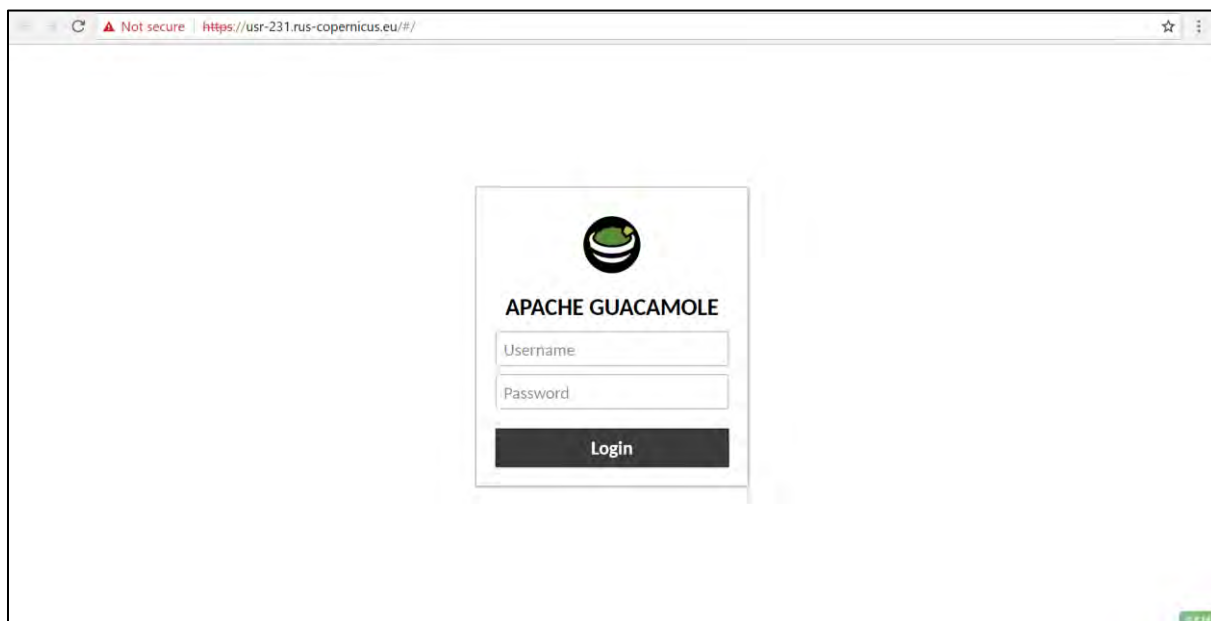 Not secure https://usr-231.rus-copernicus.eu/#/
APACHE GUACAMOLE
Username
Password
Login